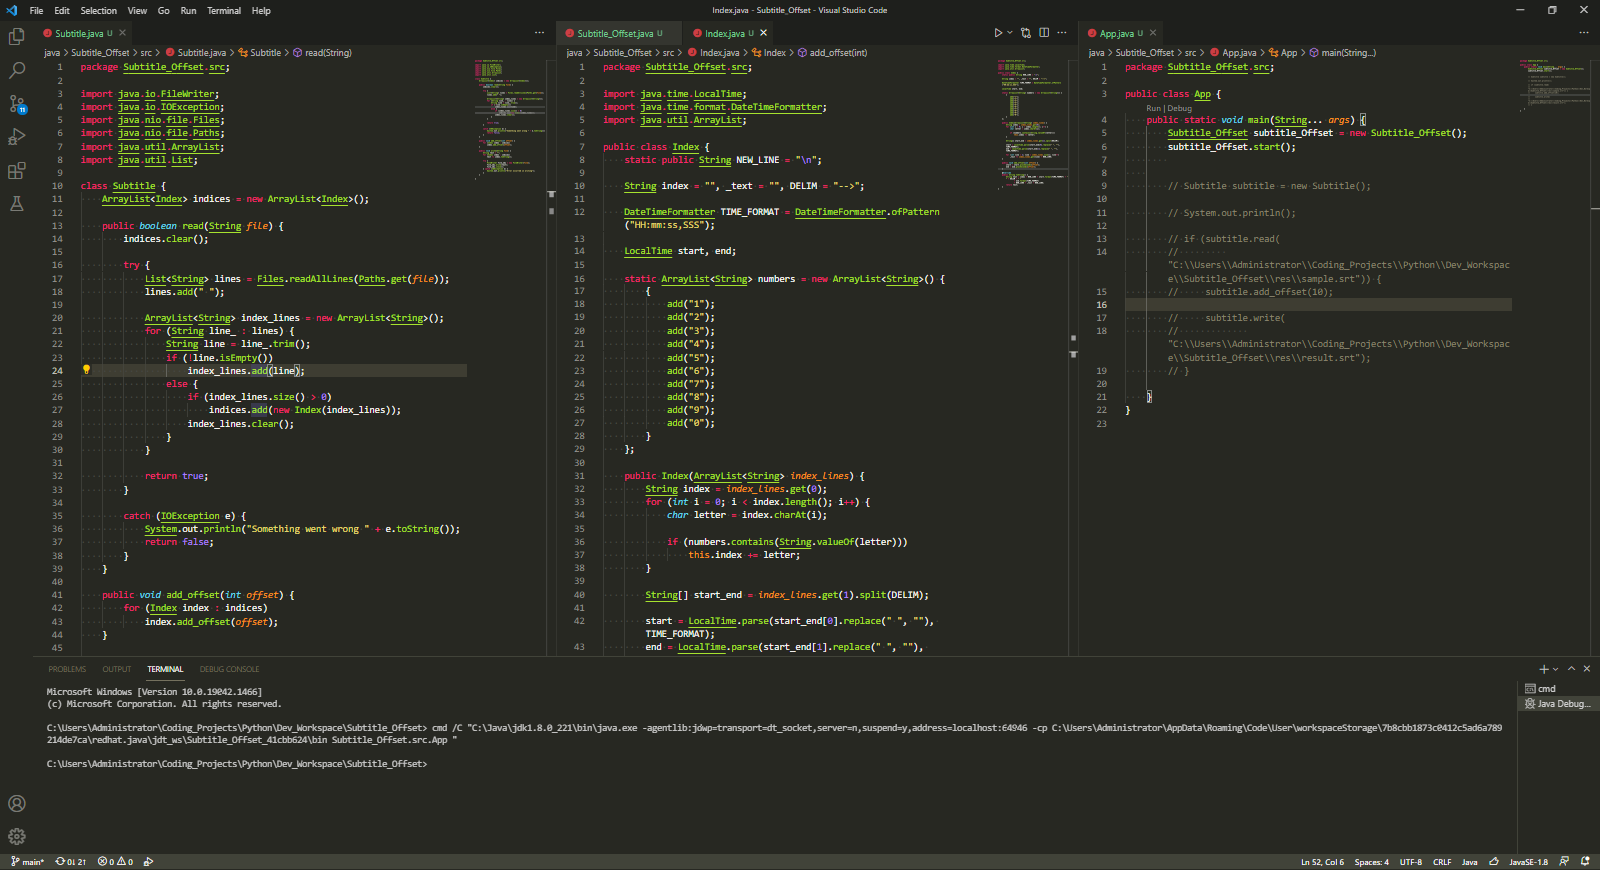 File Edit Selection View Go Run Terminal Help
Index.java - Subtitle_Offset - Visual Studio Code
Subtitle.java U
java > Subtitle_Offset > src > Subtitle.java > Subtitle > read(String)
1 package Subtitle_Offset.src;
2
3 import java.io.FileWriter;
4 import java.io.IOException;
5 import java.nio.file.Files;
6 import java.nio.file.Paths;
7 import java.util.ArrayList;
8 import java.util.List;
9
10 class Subtitle {
11 ArrayList<Index> indices = new ArrayList<Index>();
12
13 public boolean read(String file) {
14 indices.clear();
15
16 try {
17 List<String> lines = Files.readAllLines(Paths.get(file));
18 lines.add(" ");
19
20 ArrayList<String> index_lines = new ArrayList<String>();
21 for (String line_ : lines) {
22 String line = line_.trim();
23 if (!line.isEmpty())
24 index_lines.add(line);
25 else {
26 if (index_lines.size() > 0)
27 indices.add(new Index(index_lines));
28 index_lines.clear();
29 }
30 }
31
32 return true;
33 }
34
35 catch (IOException e) {
36 System.out.println("Something went wrong " + e.toString());
37 return false;
38 }
39 }
40
41 public void add_offset(int offset) {
42 for (Index index : indices)
43 index.add_offset(offset);
44 }
45
Subtitle_Offset.java U
Index.java U
java > Subtitle_Offset > src > Index.java > Index > add_offset(int)
1 package Subtitle_Offset.src;
2
3 import java.time.LocalTime;
4 import java.time.format.DateTimeFormatter;
5 import java.util.ArrayList;
6
7 public class Index {
8 static public String NEW_LINE = "\n";
9
10 String index = "", _text = "", DELIM = "-->";
11
12 DateTimeFormatter TIME_FORMAT = DateTimeFormatter.ofPattern
("HH:mm:ss,SSS");
13
14 LocalTime start, end;
15
16 static ArrayList<String> numbers = new ArrayList<String>() {
17 {
18 add("1");
19 add("2");
20 add("3");
21 add("4");
22 add("5");
23 add("6");
24 add("7");
25 add("8");
26 add("9");
27 add("0");
28 }
29 };
30
31 public Index(ArrayList<String> index_lines) {
32 String index = index_lines.get(0);
33 for (int i = 0; i < index.length(); i++) {
34 char letter = index.charAt(i);
35
36 if (numbers.contains(String.valueOf(letter)))
37 this.index += letter;
38 }
39
40 String[] start_end = index_lines.get(1).split(DELIM);
41
42 start = LocalTime.parse(start_end[0].replace(" ", ""),
TIME_FORMAT);
43 end = LocalTime.parse(start_end[1].replace(" ", ""),
App.java U
java > Subtitle_Offset > src > App.java > App > main(String...)
1 package Subtitle_Offset.src;
2
3 public class App {
Run | Debug
4 public static void main(String... args) {
5 Subtitle_Offset subtitle_Offset = new Subtitle_Offset();
6 subtitle_Offset.start();
7
8
9 // Subtitle subtitle = new Subtitle();
10
11 // System.out.println();
12
13 // if (subtitle.read(
14 //
"C:\\Users\\Administrator\\Coding_Projects\\Python\\Dev_Workspac
e\\Subtitle_Offset\\res\\sample.srt")) {
15 // subtitle.add_offset(10);
16
17 // subtitle.write(
18 //
"C:\\Users\\Administrator\\Coding_Projects\\Python\\Dev_Workspac
e\\Subtitle_Offset\\res\\result.srt");
19 // }
20
21 }
22 }
23
PROBLEMS OUTPUT TERMINAL DEBUG CONSOLE
Microsoft Windows [Version 10.0.19042.1466]
(c) Microsoft Corporation. All rights reserved.
C:\Users\Administrator\Coding_Projects\Python\Dev_Workspace\Subtitle_Offset> cmd /C "C:\Java\jdk1.8.0_221\bin\java.exe -agentlib:jdwp=transport=dt_socket,server=n,suspend=y,address=localhost:64946 -cp C:\Users\Administrator\AppData\Roaming\Code\User\workspaceStorage\7b8cbb1873c0412c5ad6a789
214de7ca\redhat.java\jdt_ws\Subtitle_Offset_41cbb624\bin Subtitle_Offset.src.App "
C:\Users\Administrator\Coding_Projects\Python\Dev_Workspace\Subtitle_Offset>
cmd
Java Debug...
11
main* 0↓ 2↑ 0 0
Ln 52, Col 6 Spaces: 4 UTF-8 CRLF Java JavaSE-1.8